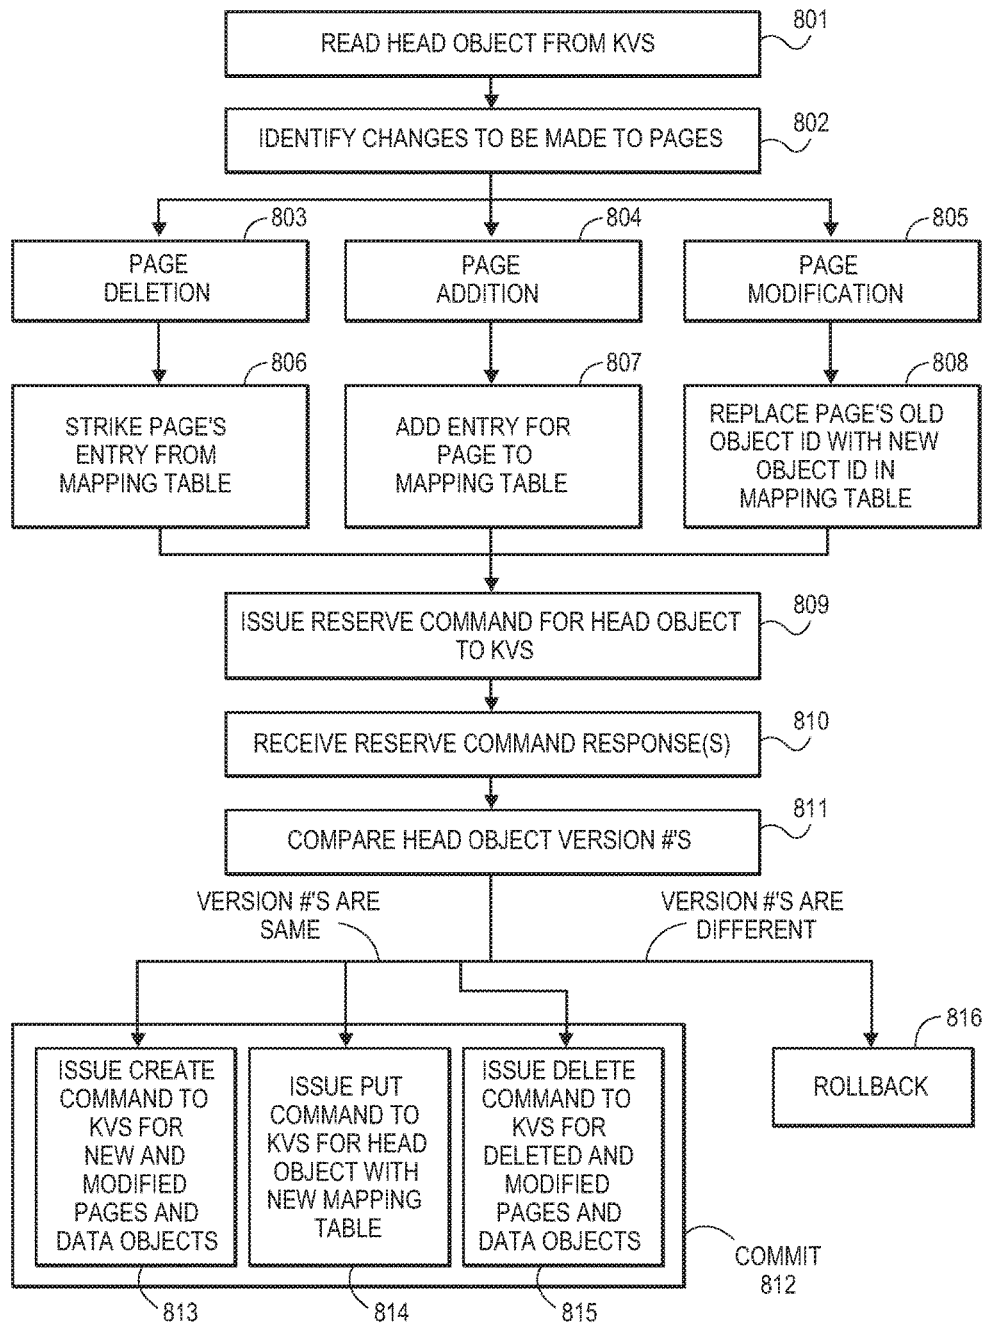 READ HEAD OBJECT FROM KVS
801
IDENTIFY CHANGES TO BE MADE TO PAGES
802
803
PAGE
DELETION
804
PAGE
ADDITION
805
PAGE
MODIFICATION
806
STRIKE PAGE'S
ENTRY FROM
MAPPING TABLE
807
ADD ENTRY FOR
PAGE TO
MAPPING TABLE
808
REPLACE PAGE'S OLD
OBJECT ID WITH NEW
OBJECT ID IN
MAPPING TABLE
809
ISSUE RESERVE COMMAND FOR HEAD OBJECT
TO KVS
810
RECEIVE RESERVE COMMAND RESPONSE(S)
811
COMPARE HEAD OBJECT VERSION #'S
VERSION #'S ARE
SAME
VERSION #'S ARE
DIFFERENT
ISSUE CREATE
COMMAND TO
KVS FOR
NEW AND
MODIFIED
PAGES AND
DATA OBJECTS
813
ISSUE PUT
COMMAND TO
KVS FOR HEAD
OBJECT WITH
NEW MAPPING
TABLE
814
ISSUE DELETE
COMMAND TO
KVS FOR
DELETED AND
MODIFIED
PAGES AND
DATA OBJECTS
815
816
ROLLBACK
COMMIT
812